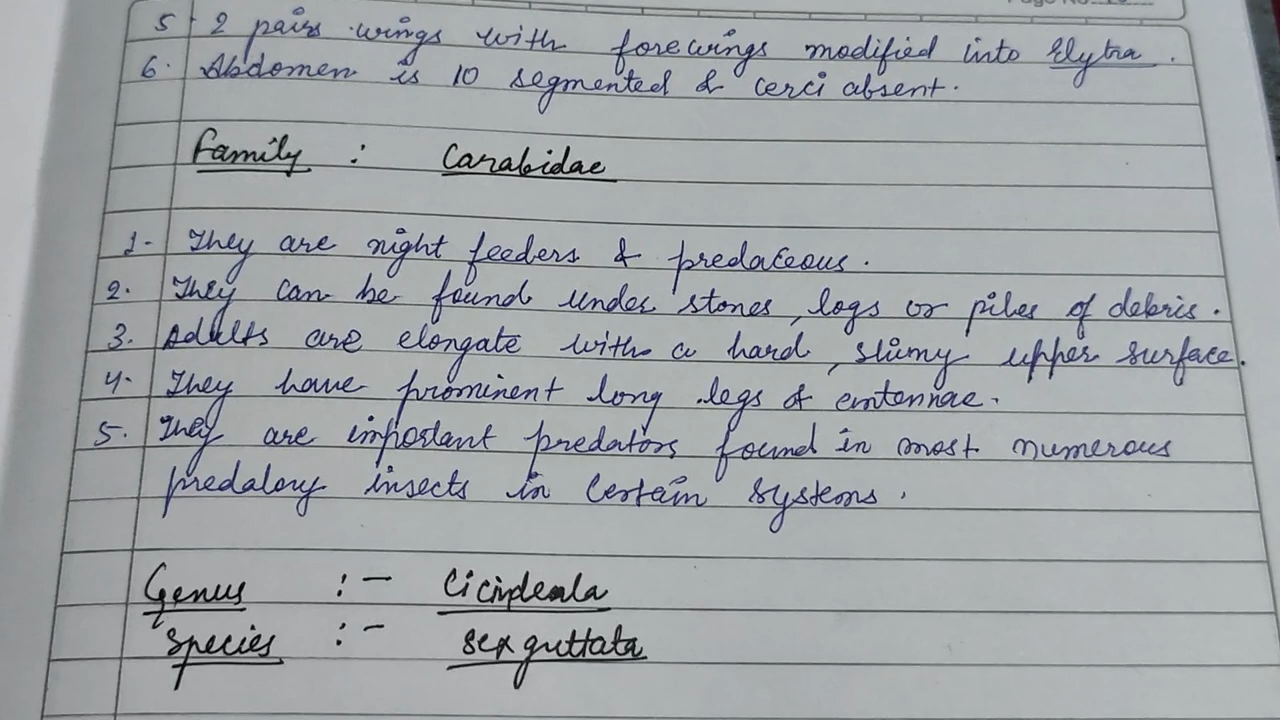 5 2 pairs wings with forewings modified into Elytra.
6. Abdomen is 10 segmented & cerci absent.
Family : Carabidae
1- They are night feeders & predaceous.
2. They can be found under stones, logs or piles of debris.
3. Adults are elongate with a hard, slimy upper surface.
4- They have prominent long legs & entennae.
5. They are important predators found in most numerous
predatory insects in certain systems.
Genus :- Cicindeala
Species :- sexguttata